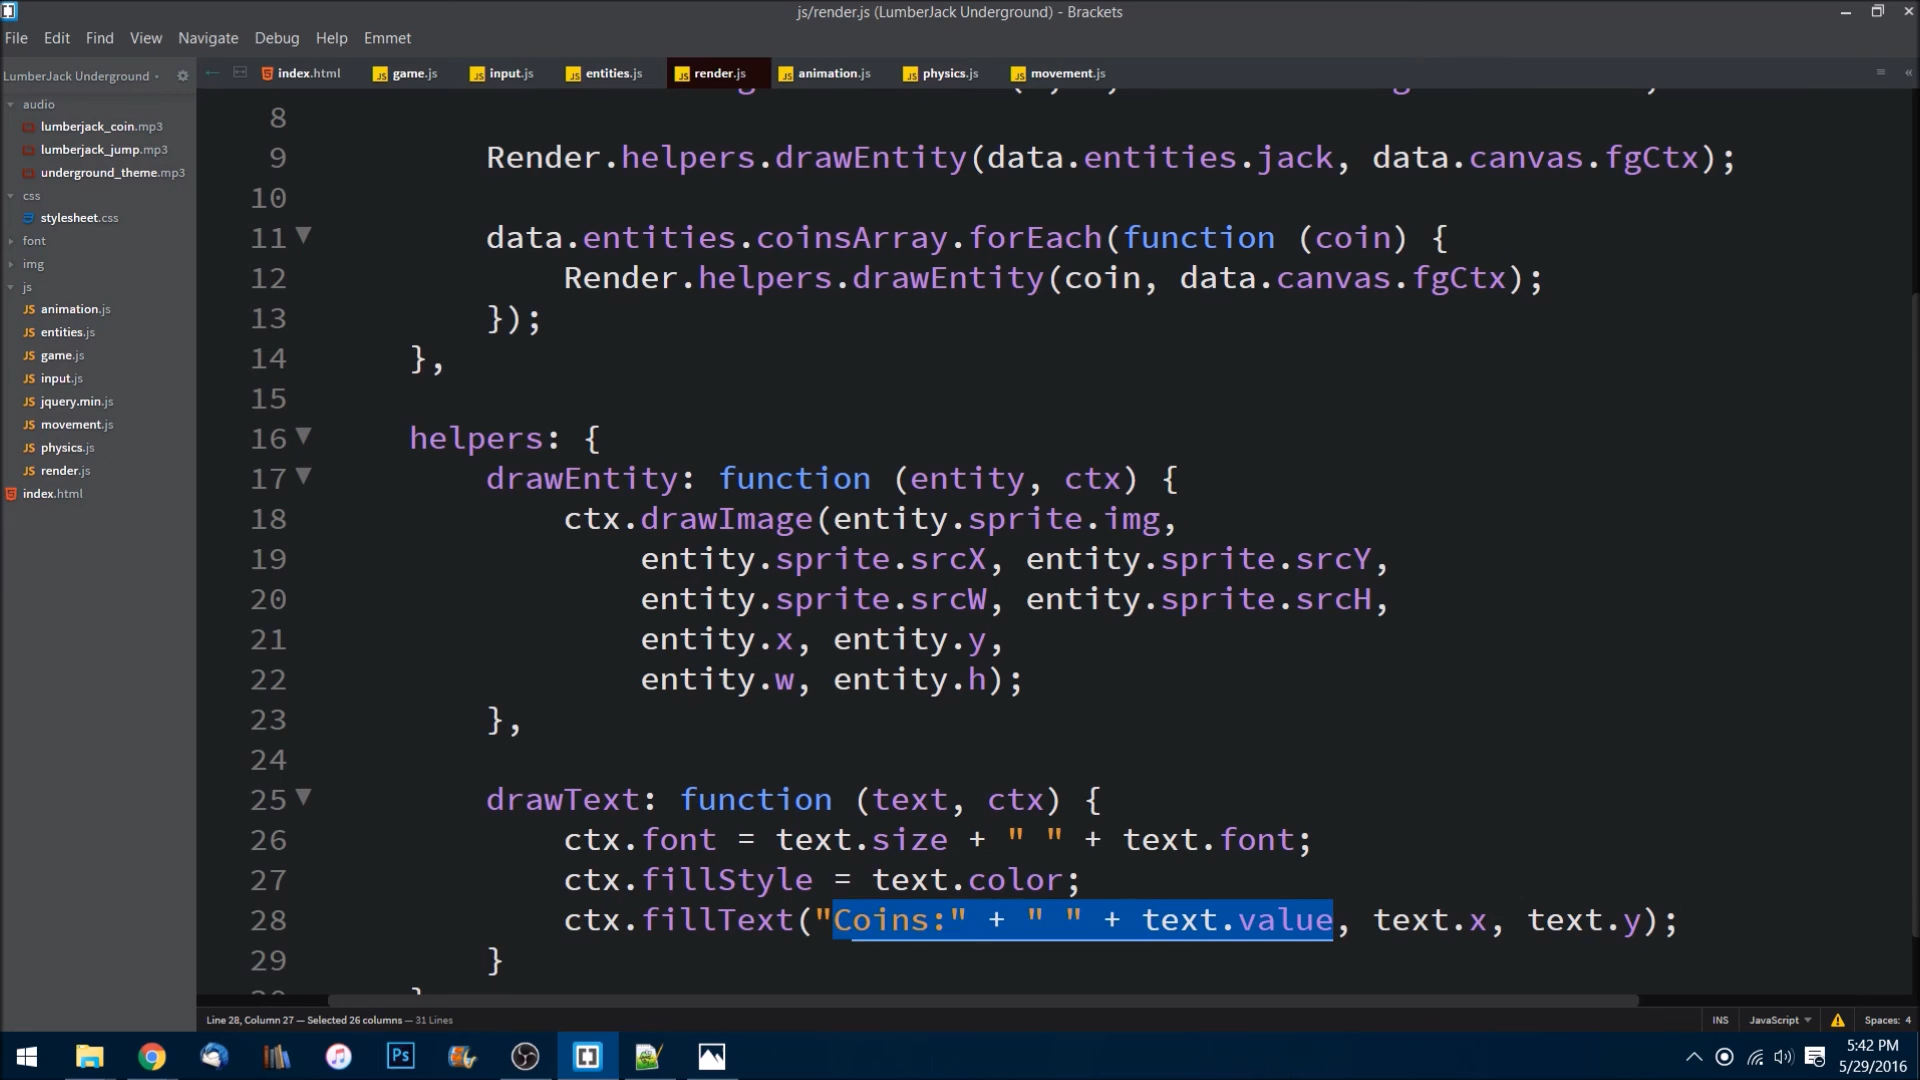 js/render.js (LumberJack Underground) - Brackets
File Edit Find View Navigate Debug Help Emmet
LumberJack Underground
index.html game.js input.js entities.js render.js animation.js physics.js movement.js
audio
lumberjack_coin.mp3
lumberjack_jump.mp3
underground_theme.mp3
css
stylesheet.css
font
img
js
animation.js
entities.js
game.js
input.js
jquery.min.js
movement.js
physics.js
render.js
index.html
8
9 Render.helpers.drawEntity(data.entities.jack, data.canvas.fgCtx);
10
11 data.entities.coinsArray.forEach(function (coin) {
12 Render.helpers.drawEntity(coin, data.canvas.fgCtx);
13 });
14 },
15
16 helpers: {
17 drawEntity: function (entity, ctx) {
18 ctx.drawImage(entity.sprite.img,
19 entity.sprite.srcX, entity.sprite.srcY,
20 entity.sprite.srcW, entity.sprite.srcH,
21 entity.x, entity.y,
22 entity.w, entity.h);
23 },
24
25 drawText: function (text, ctx) {
26 ctx.font = text.size + " " + text.font;
27 ctx.fillStyle = text.color;
28 ctx.fillText("Coins:" + " " + text.value, text.x, text.y);
29 }
Line 28, Column 27 — Selected 26 columns — 31 Lines
INS JavaScript Spaces: 4
Ps
5:42 PM
5/29/2016